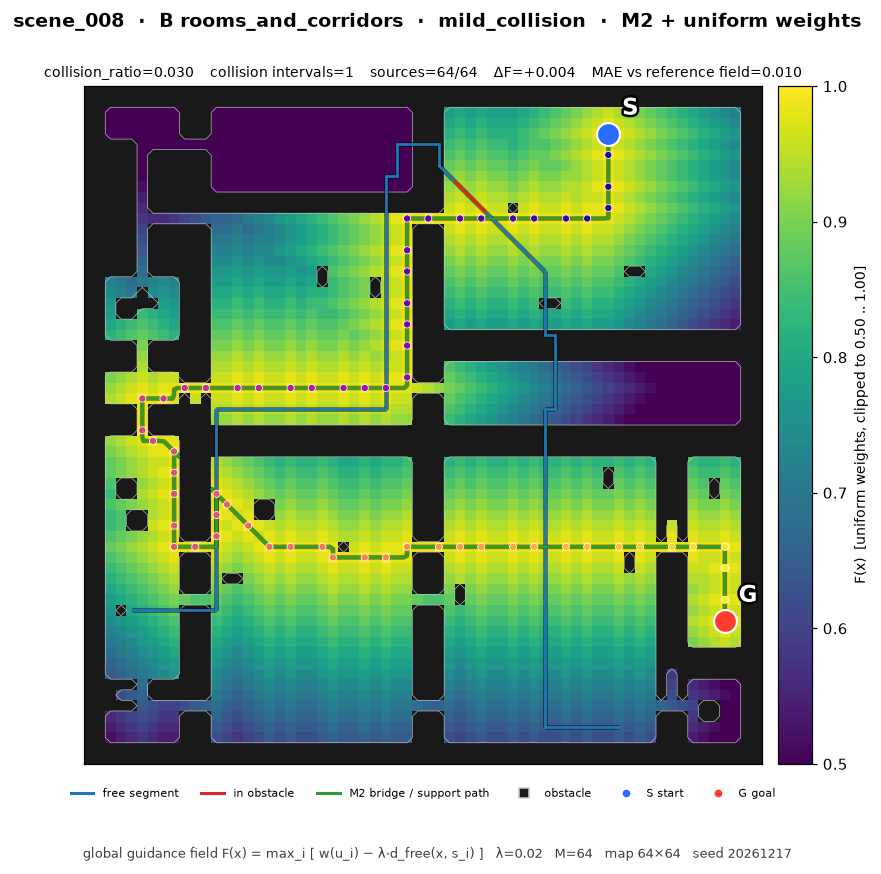 scene_008 · B rooms_and_corridors · mild_collision · M2 + uniform weights
collision_ratio=0.030 collision intervals=1 sources=64/64 ΔF=+0.004 MAE vs reference field=0.010
S
G
1.0
0.9
0.8
0.7
0.6
0.5
F(x) [uniform weights, clipped to 0.50 .. 1.00]
free segment
in obstacle
M2 bridge / support path
obstacle
S start
G goal
global guidance field F(x) = max_i [ w(u_i) − λ·d_free(x, s_i) ] λ=0.02 M=64 map 64×64 seed 20261217